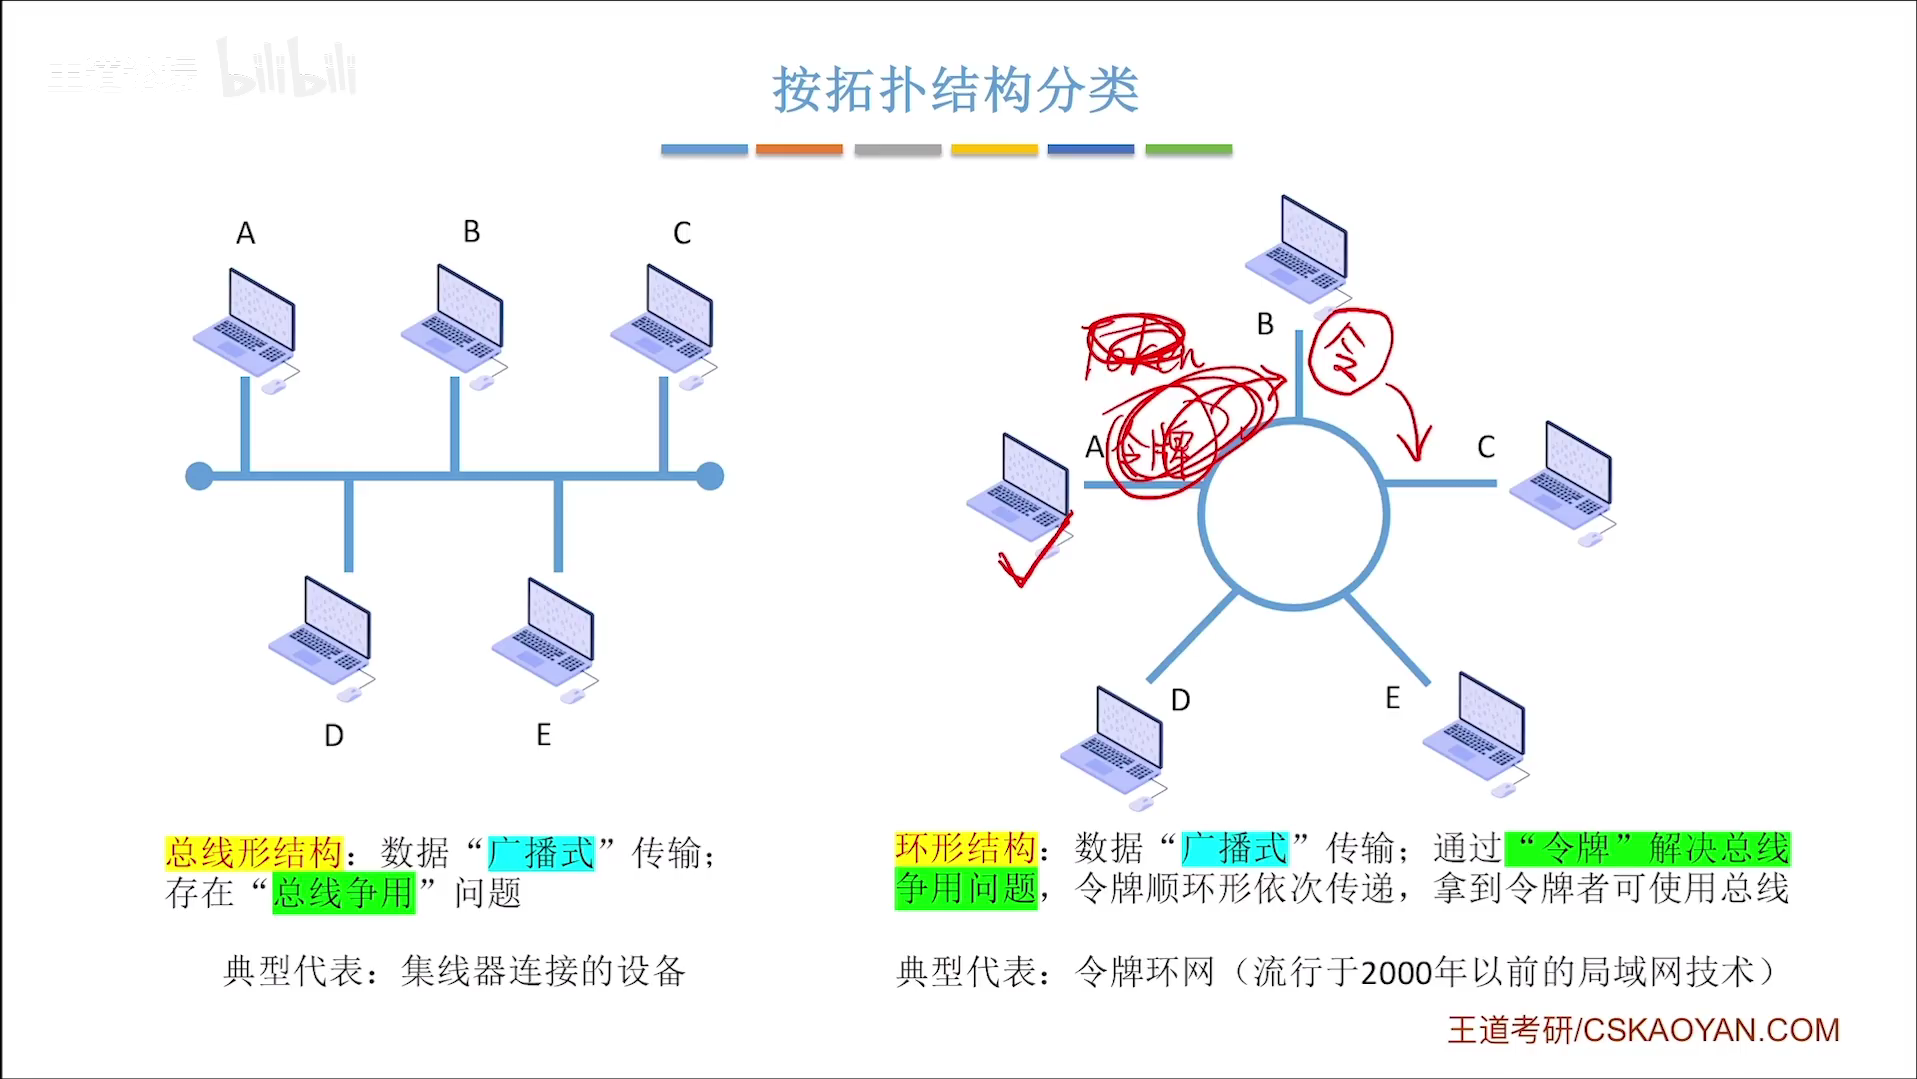 王道论坛 bilibili
按拓扑结构分类
A
B
C
D
E
总线形结构：数据“广播式”传输；
存在“总线争用”问题
典型代表：集线器连接的设备
B
Token
令
A
令牌
C
D
E
环形结构：数据“广播式”传输；通过“令牌”解决总线
争用问题，令牌顺环形依次传递，拿到令牌者可使用总线
典型代表：令牌环网（流行于2000年以前的局域网技术）
王道考研/CSKAOYAN.COM